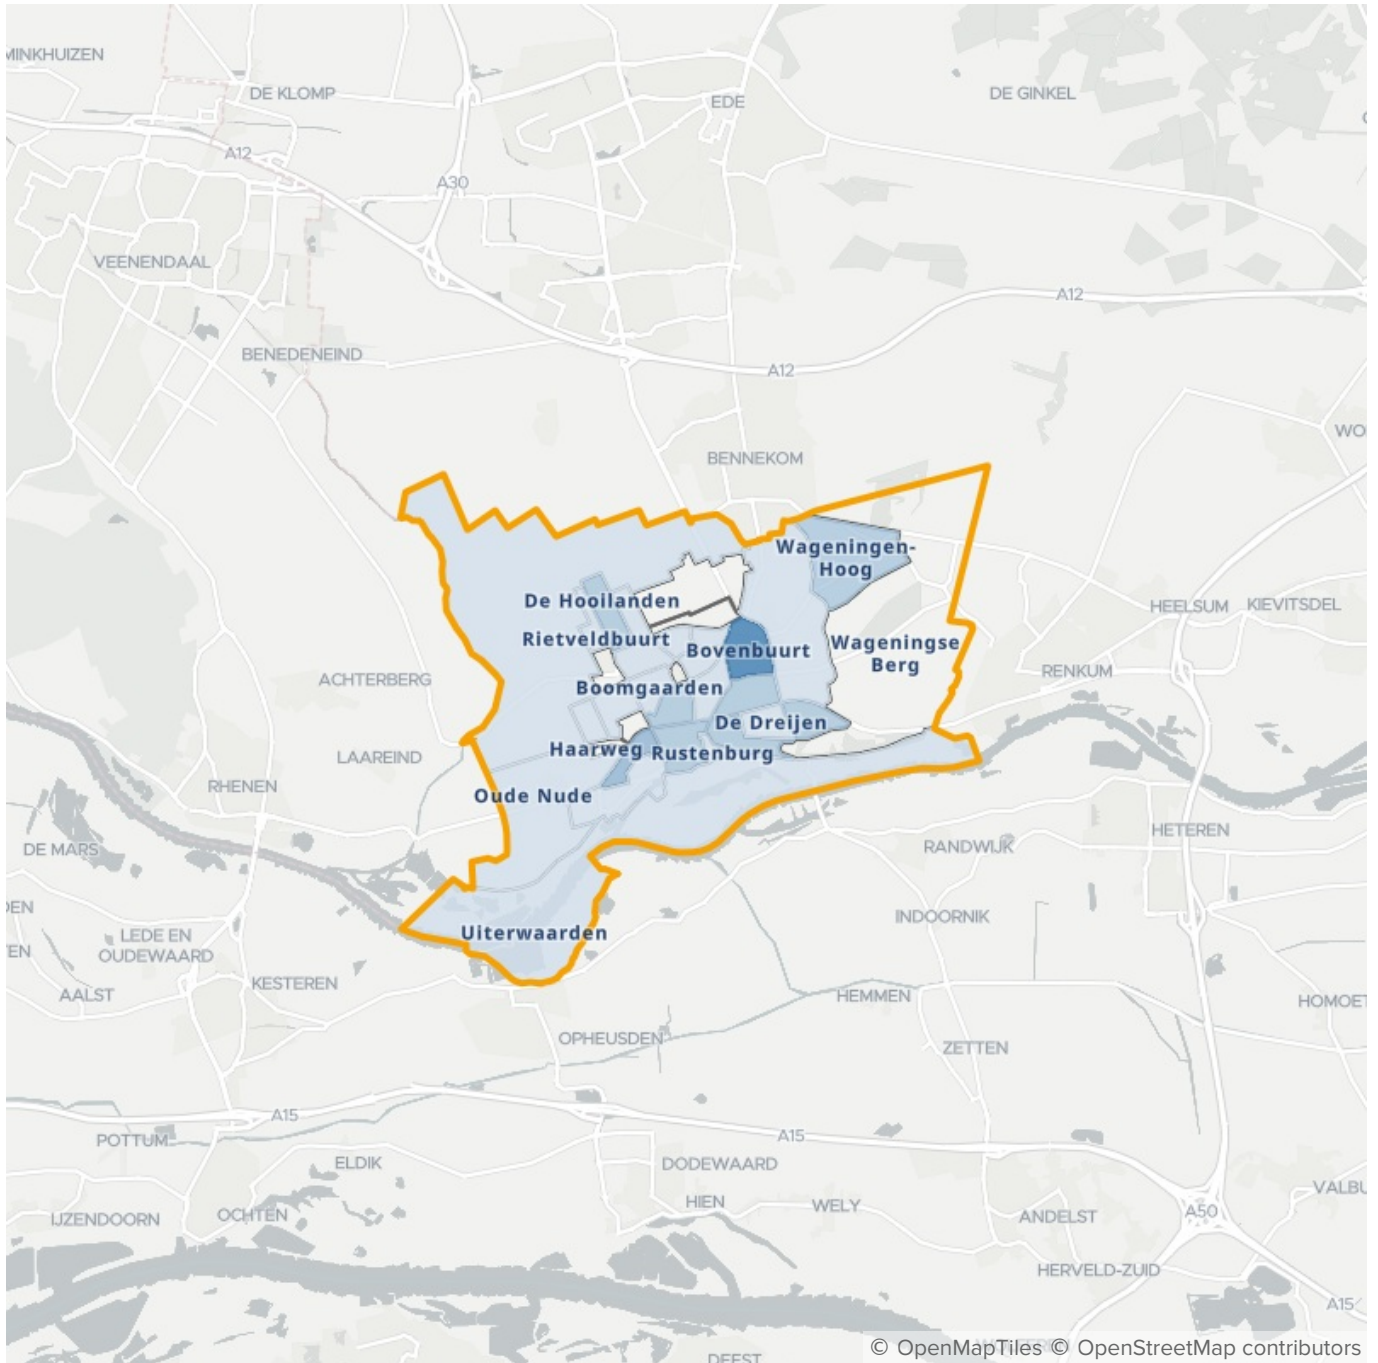 MINKHUIZEN
DE KLOMP
EDE
DE GINKEL
A12
A30
VEENENDAAL
A12
BENEDENEIND
A12
WO
BENNEKOM
Wageningen-
Hoog
De Hooilanden
HEELSUM
KIEVITSDEL
Rietveldbuurt
Bovenbuurt
Wageningse
Berg
RENKUM
ACHTERBERG
Boomgaarden
De Dreijen
LAAREIND
Haarweg
Rustenburg
RHENEN
Oude Nude
DE MARS
RANDWIJK
HETEREN
DEN
INDOORNIK
LEDE EN
OUDEWAARD
TEN
Uiterwaarden
KESTEREN
AALST
HEMMEN
HOMOET
OPHEUSDEN
ZETTEN
A15
A15
POTTUM
ELDIK
DODEWAARD
VALBU
HIEN
WELY
IJZENDOORN
OCHTEN
ANDELST
A50
HERVELD-ZUID
A15
DEEST
© OpenMapTiles © OpenStreetMap contributors